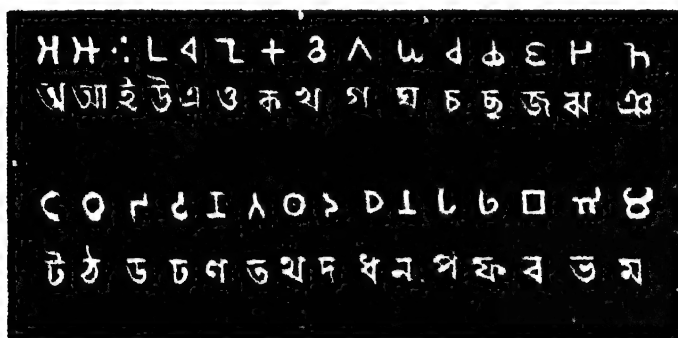 𑀅 𑀆 𑀇 𑀉 𑀏 𑀑 𑀓 𑀔 𑀕 𑀖 𑀘 𑀙 𑀚 𑀛 𑀜
অ আ ই উ এ ও ক খ গ ঘ চ ছ জ ঝ ঞ
𑀝 𑀞 𑀟 𑀠 𑀡 𑀢 𑀣 𑀤 𑀥 𑀦 𑀧 𑀨 𑀩 𑀪 𑀫
ট ঠ ড ঢ ণ ত থ দ ধ ন প ফ ব ভ ম